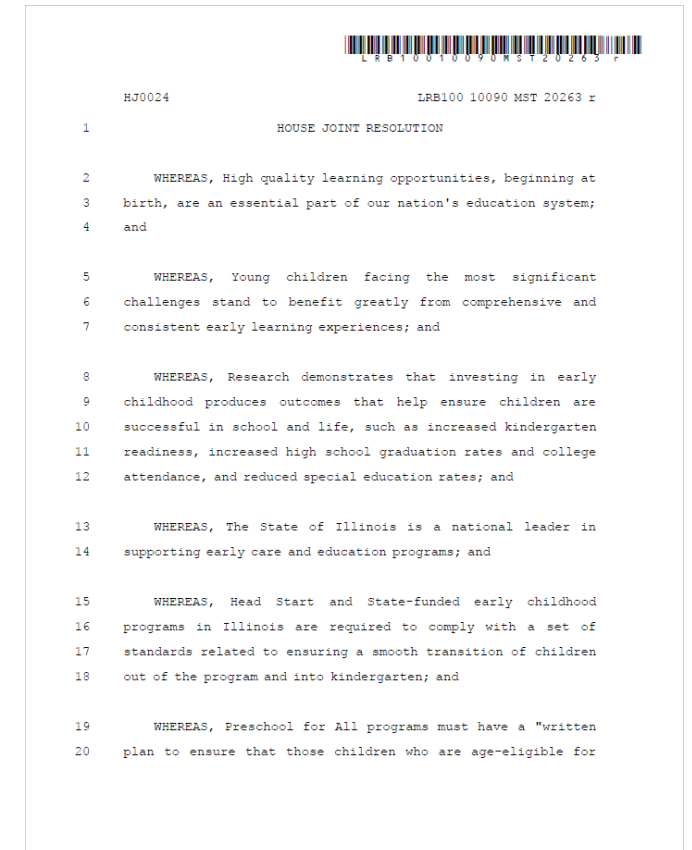 LRB10010090MST20263 r
HJ0024 LRB100 10090 MST 20263 r
1 HOUSE JOINT RESOLUTION
2 WHEREAS, High quality learning opportunities, beginning at
3 birth, are an essential part of our nation's education system;
4 and
5 WHEREAS, Young children facing the most significant
6 challenges stand to benefit greatly from comprehensive and
7 consistent early learning experiences; and
8 WHEREAS, Research demonstrates that investing in early
9 childhood produces outcomes that help ensure children are
10 successful in school and life, such as increased kindergarten
11 readiness, increased high school graduation rates and college
12 attendance, and reduced special education rates; and
13 WHEREAS, The State of Illinois is a national leader in
14 supporting early care and education programs; and
15 WHEREAS, Head Start and State-funded early childhood
16 programs in Illinois are required to comply with a set of
17 standards related to ensuring a smooth transition of children
18 out of the program and into kindergarten; and
19 WHEREAS, Preschool for All programs must have a "written
20 plan to ensure that those children who are age-eligible for